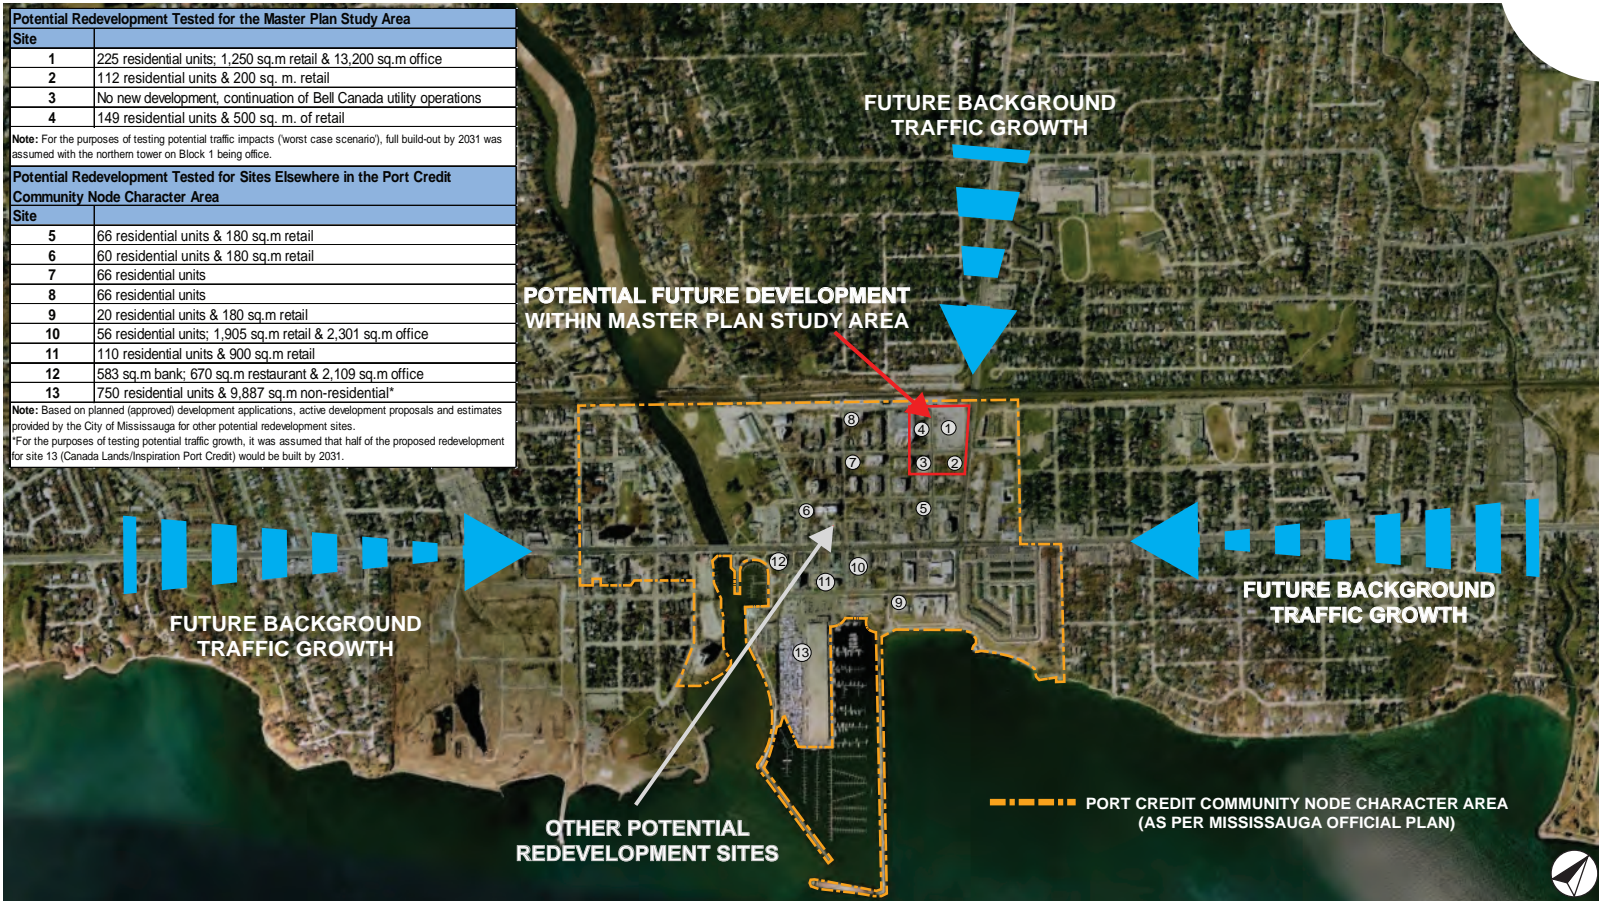 Potential Redevelopment Tested for the Master Plan Study Area
Site
1 225 residential units; 1,250 sq.m retail & 13,200 sq.m office
2 112 residential units & 200 sq. m. retail
3 No new development, continuation of Bell Canada utility operations
4 149 residential units & 500 sq. m. of retail
Note: For the purposes of testing potential traffic impacts ('worst case scenario'), full build-out by 2031 was
assumed with the northern tower on Block 1 being office.
Potential Redevelopment Tested for Sites Elsewhere in the Port Credit
Community Node Character Area
Site
5 66 residential units & 180 sq.m retail
6 60 residential units & 180 sq.m retail
7 66 residential units
8 66 residential units
9 20 residential units & 180 sq.m retail
10 56 residential units; 1,905 sq.m retail & 2,301 sq.m office
11 110 residential units & 900 sq.m retail
12 583 sq.m bank; 670 sq.m restaurant & 2,109 sq.m office
13 750 residential units & 9,887 sq.m non-residential*
Note: Based on planned (approved) development applications, active development proposals and estimates
provided by the City of Mississauga for other potential redevelopment sites.
*For the purposes of testing potential traffic growth, it was assumed that half of the proposed redevelopment
for site 13 (Canada Lands/Inspiration Port Credit) would be built by 2031.
FUTURE BACKGROUND
TRAFFIC GROWTH
POTENTIAL FUTURE DEVELOPMENT
WITHIN MASTER PLAN STUDY AREA
8
4
1
7
3
2
6
5
12
10
11
9
13
FUTURE BACKGROUND
TRAFFIC GROWTH
FUTURE BACKGROUND
TRAFFIC GROWTH
OTHER POTENTIAL
REDEVELOPMENT SITES
PORT CREDIT COMMUNITY NODE CHARACTER AREA
(AS PER MISSISSAUGA OFFICIAL PLAN)